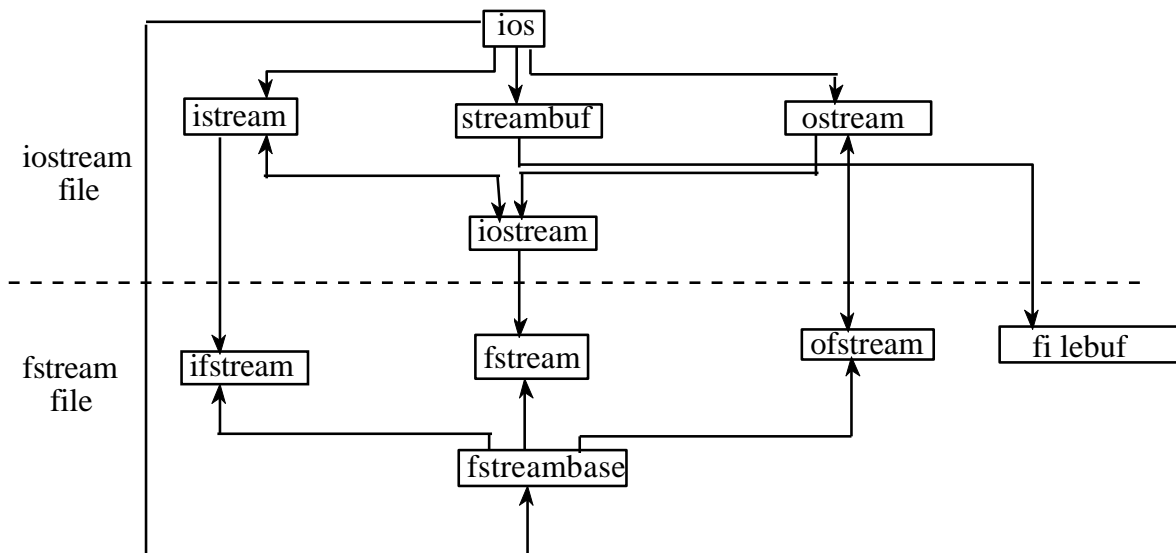 ios
istream
streambuf
ostream
iostream
file
iostream
fstream
file
ifstream
fstream
ofstream
fi lebuf
fstreambase